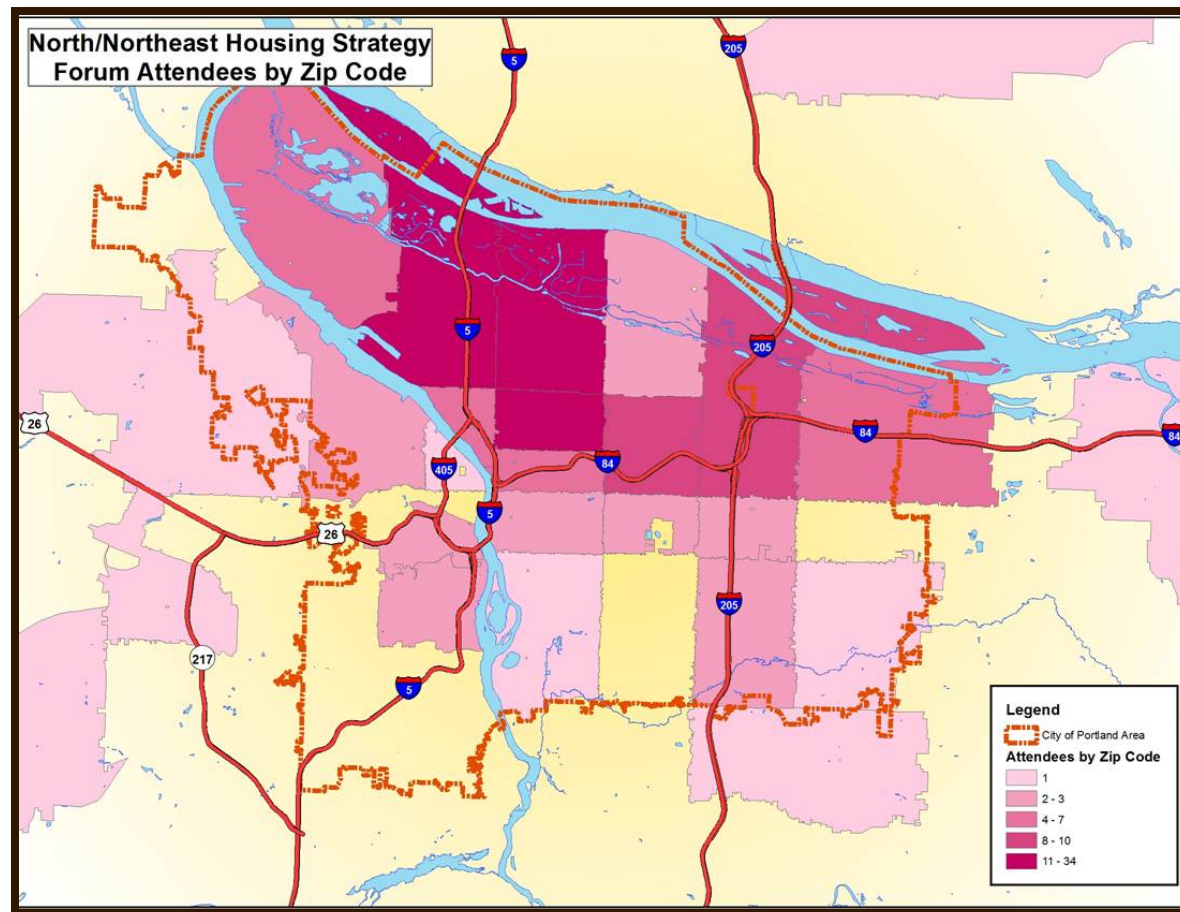 North/Northeast Housing Strategy
Forum Attendees by Zip Code
5
205
5
205
26
84
84
405
5
26
205
217
5
Legend
City of Portland Area
Attendees by Zip Code
1
2 - 3
4 - 7
8 - 10
11 - 34
84